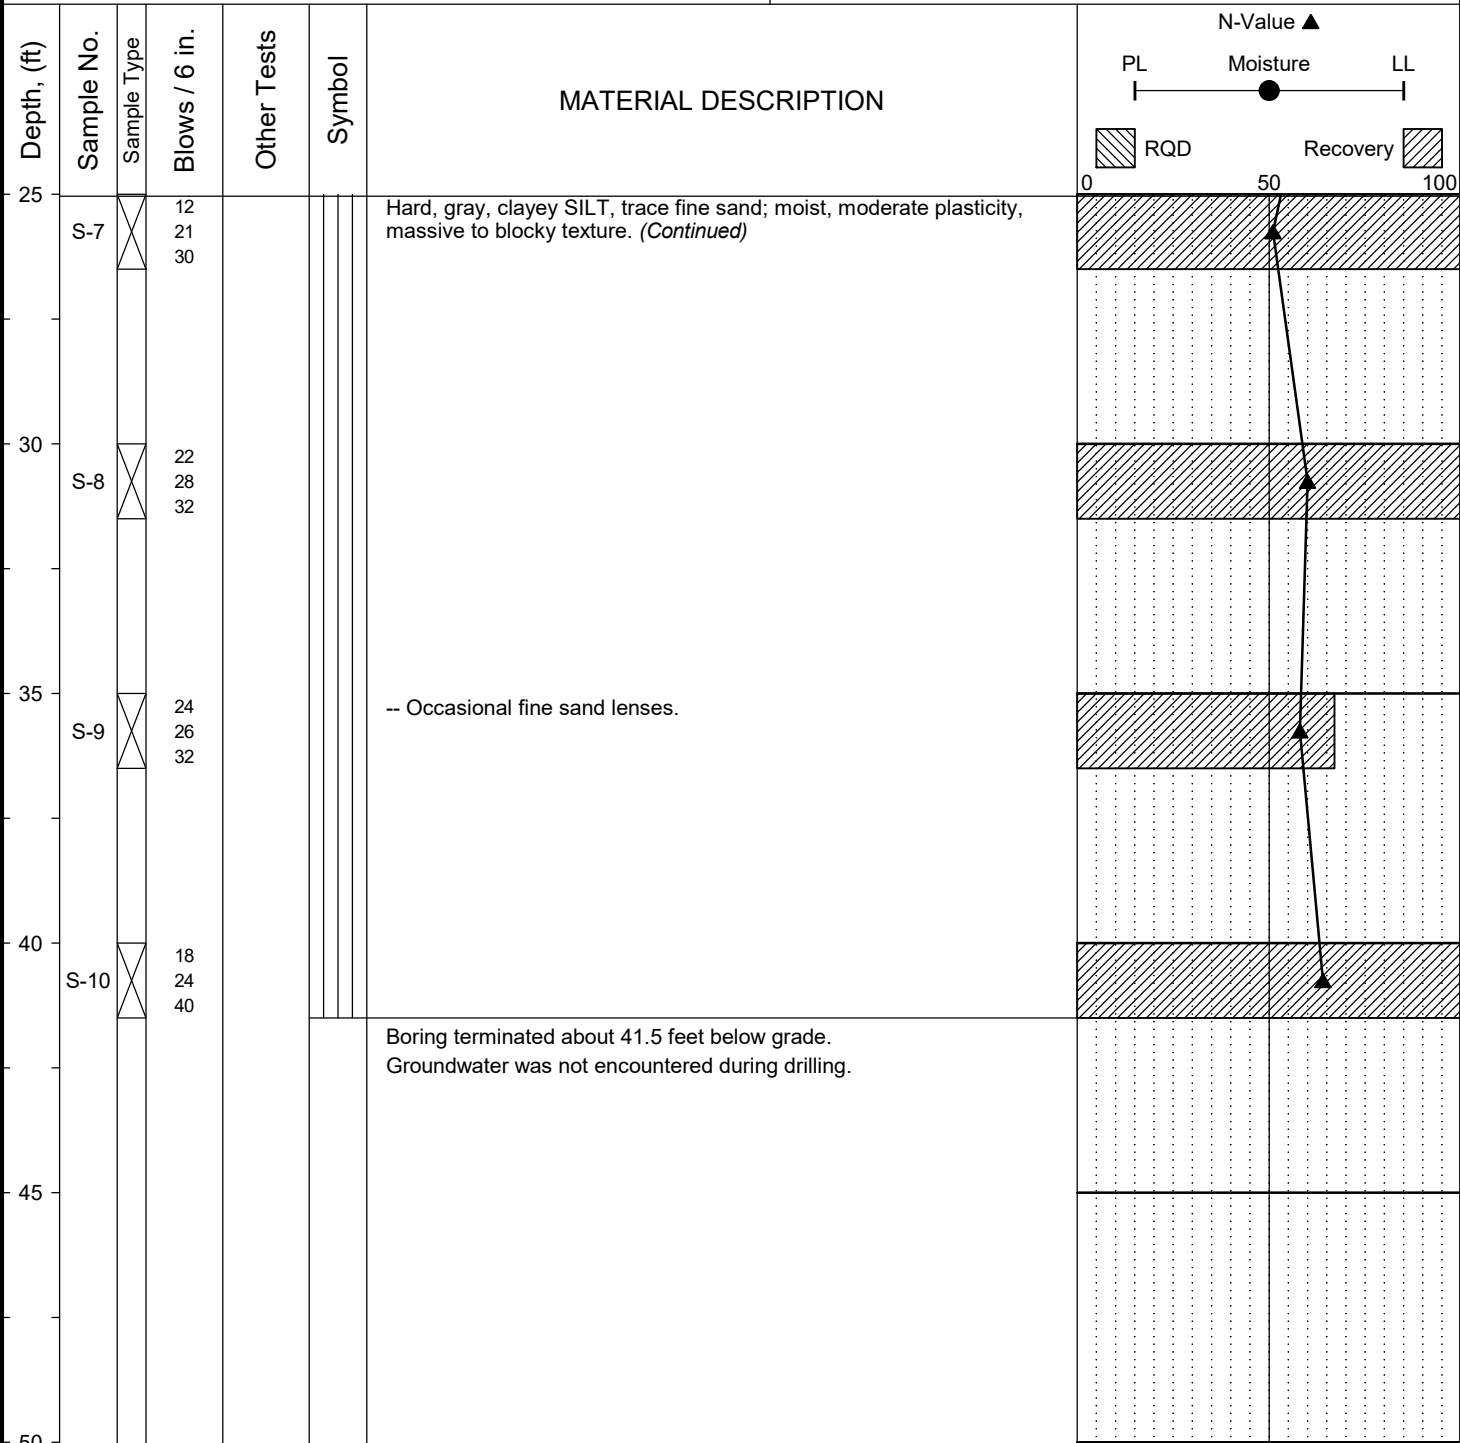 Depth, (ft)
Sample No.
Sample Type
Blows / 6 in.
Other Tests
Symbol
MATERIAL DESCRIPTION
N-Value
PL Moisture LL
RQD Recovery
0 50 100
25
S-7
12
21
30
Hard, gray, clayey SILT, trace fine sand; moist, moderate plasticity,
massive to blocky texture. (Continued)
30
S-8
22
28
32
35
S-9
24
26
32
-- Occasional fine sand lenses.
40
S-10
18
24
40
Boring terminated about 41.5 feet below grade.
Groundwater was not encountered during drilling.
45
50